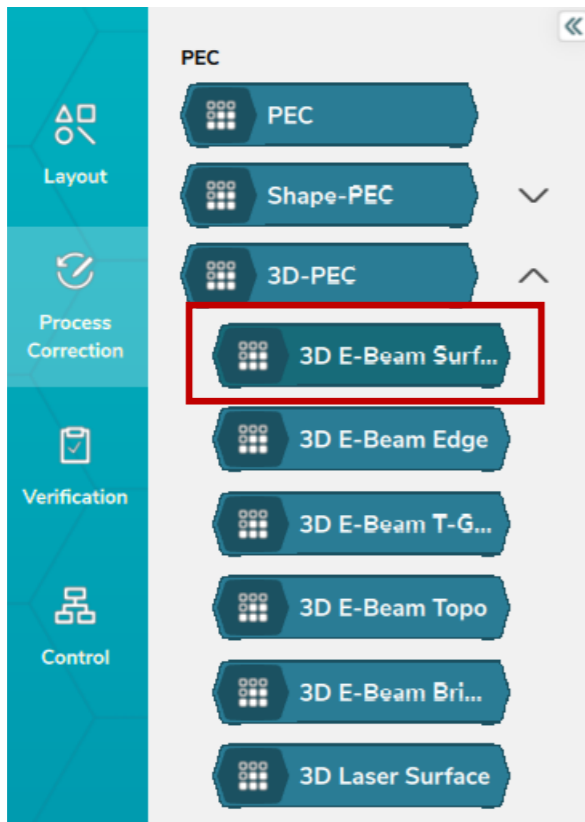 Layout
Process
Correction
Verification
Control
PEC
PEC
Shape-PEC
3D-PEC
3D E-Beam Surf...
3D E-Beam Edge
3D E-Beam T-G...
3D E-Beam Topo
3D E-Beam Bri...
3D Laser Surface